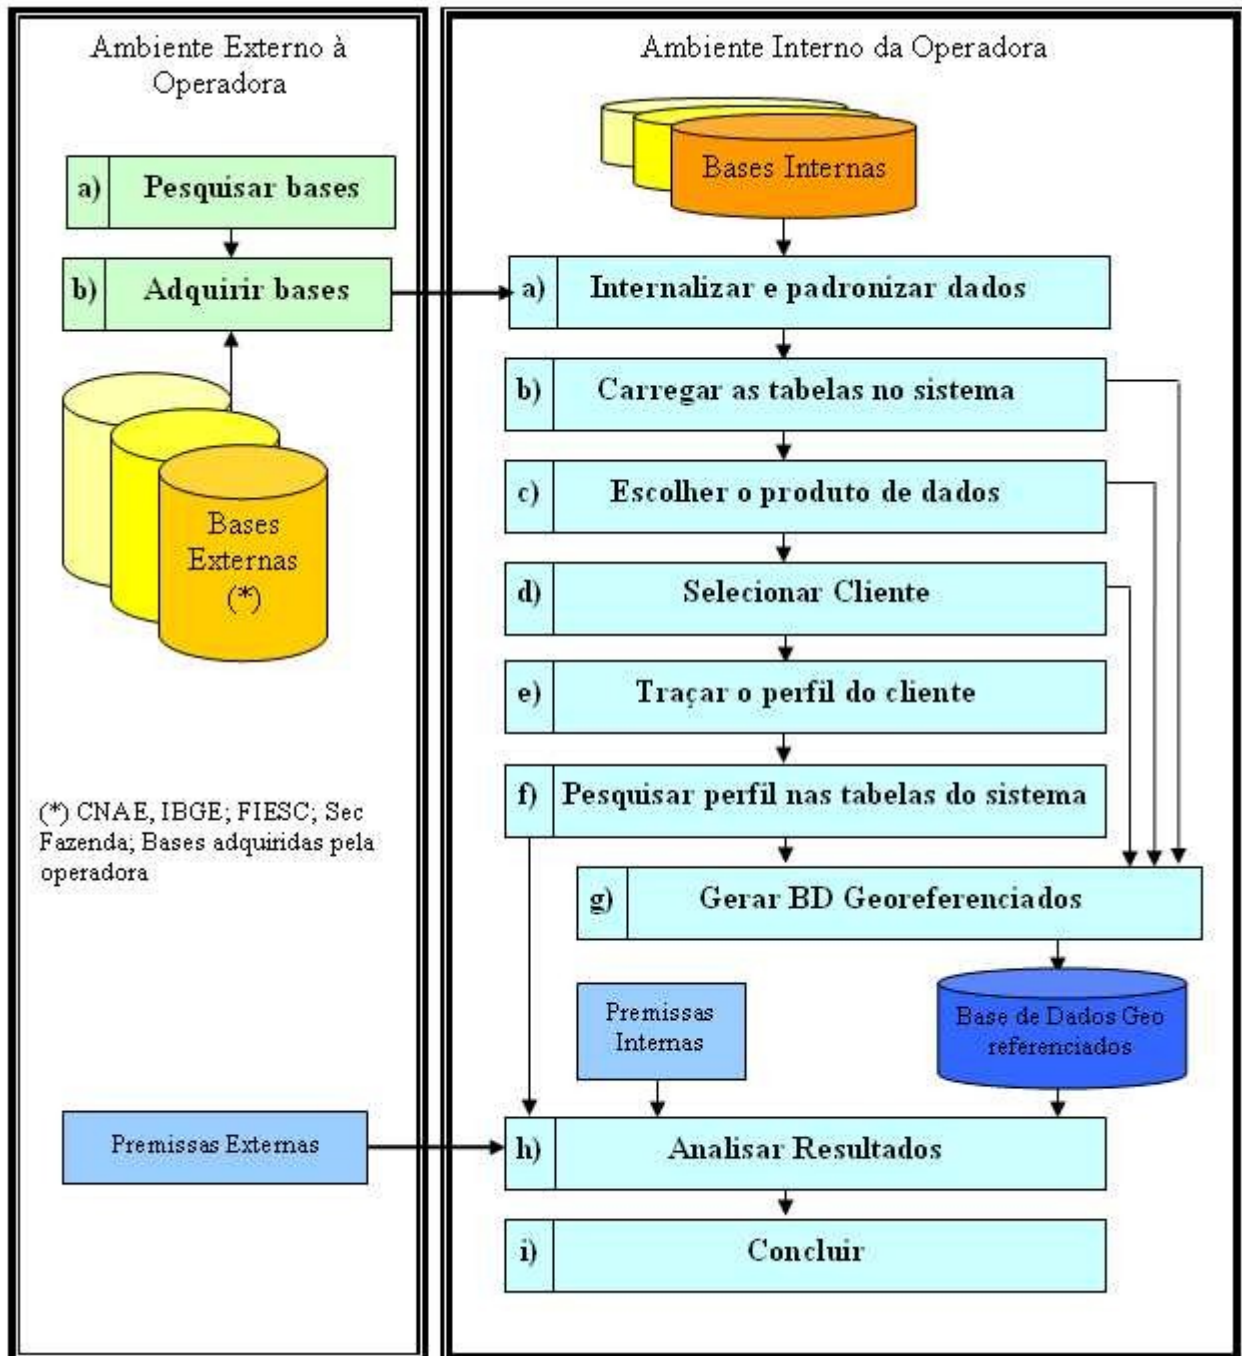 Ambiente Externo à
Operadora
a) Pesquisar bases
b) Adquirir bases
Bases
Externas
(*)
(*) CNAE, IBGE; FIESC; Sec
Fazenda; Bases adquiridas pela
operadora
Premissas Externas
Ambiente Interno da Operadora
Bases Internas
a) Internalizar e padronizar dados
b) Carregar as tabelas no sistema
c) Escolher o produto de dados
d) Selecionar Cliente
e) Traçar o perfil do cliente
f) Pesquisar perfil nas tabelas do sistema
g) Gerar BD Georeferenciados
Premissas
Internas
Base de Dados Geo
referenciados
h) Analisar Resultados
i) Concluir